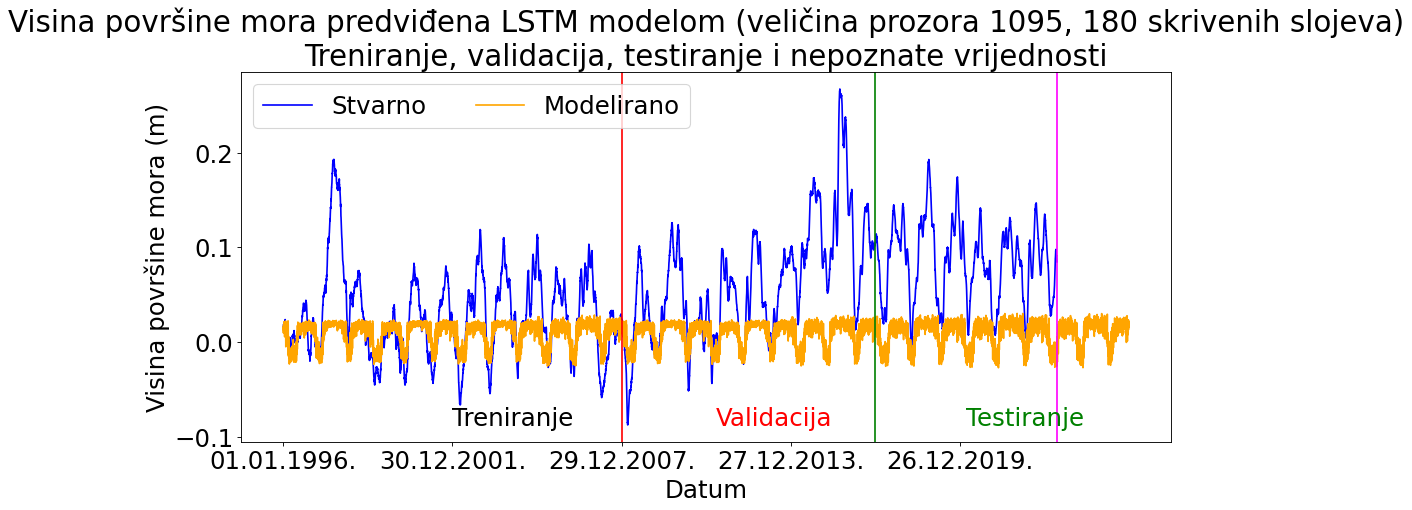 Visina površine mora predviđena LSTM modelom (veličina prozora 1095, 180 skrivenih slojeva)
Treniranje, validacija, testiranje i nepoznate vrijednosti
Stvarno
Modelirano
Visina površine mora (m)
0.2
0.1
0.0
−0.1
Treniranje
Validacija
Testiranje
01.01.1996.
30.12.2001.
29.12.2007.
27.12.2013.
26.12.2019.
Datum